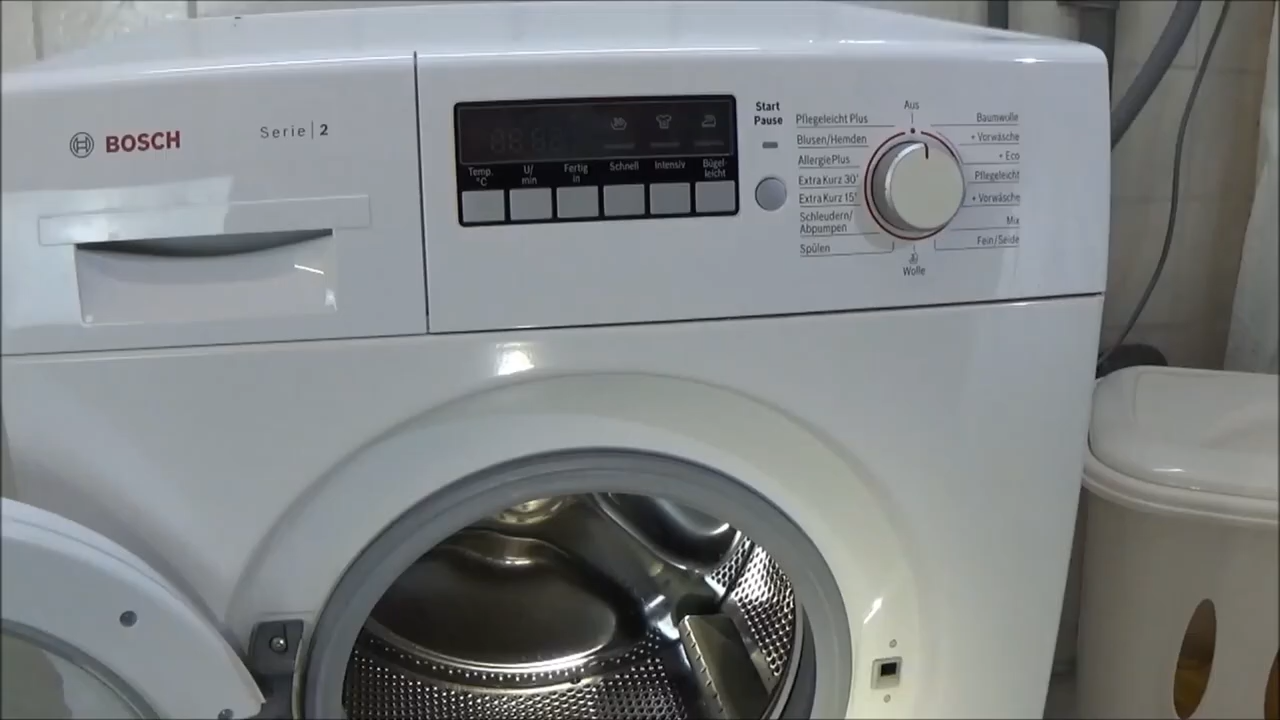 BOSCH
Serie | 2
Temp.
°C
U/
min
Fertig
in
Schnell
Intensiv
Bügel-
leicht
Start
Pause
Pflegeleicht Plus
Blusen/Hemden
AllergiePlus
Extra Kurz 30'
Extra Kurz 15'
Schleudern/
Abpumpen
Spülen
Aus
Baumwolle
+ Vorwäsche
+ Eco
Pflegeleicht
+ Vorwäsche
Mix
Fein/Seide
Wolle